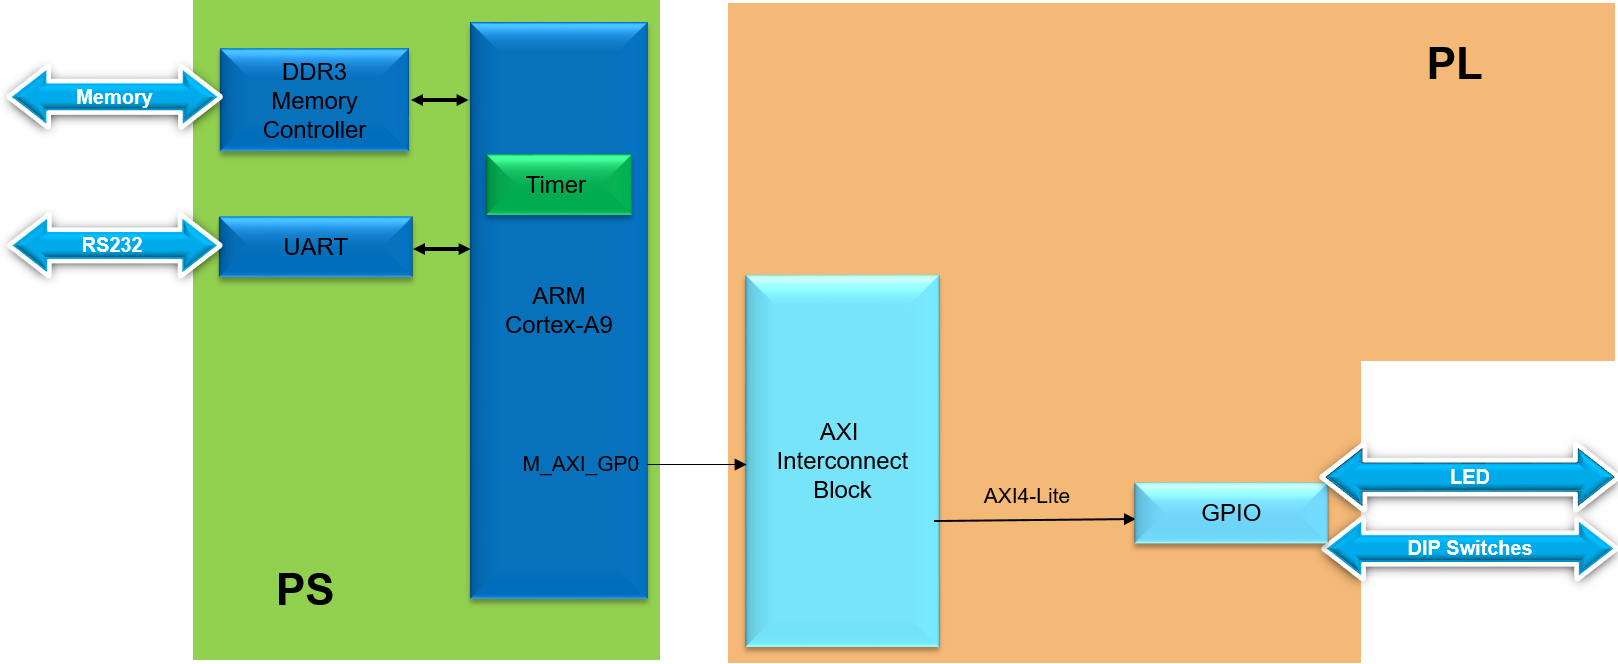 Memory
DDR3
Memory
Controller
RS232
UART
Timer
ARM
Cortex-A9
M_AXI_GP0
PS
PL
AXI
Interconnect
Block
AXI4-Lite
GPIO
LED
DIP Switches